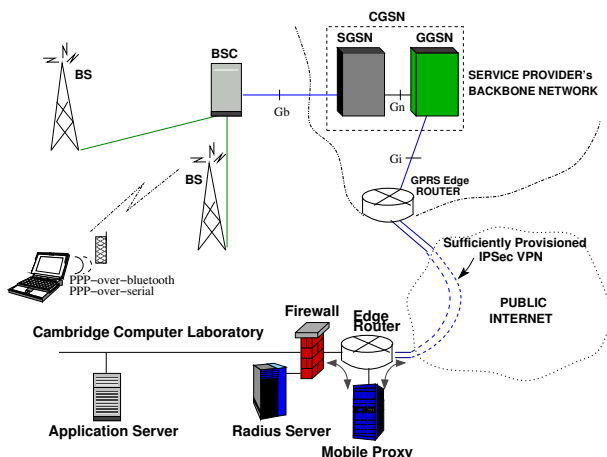 CGSN
SGSN
GGSN
BSC
BS
SERVICE PROVIDER's
BACKBONE NETWORK
Gb
Gn
Gi
BS
GPRS Edge
ROUTER
PPP-over-bluetooth
PPP-over-serial
Sufficiently Provisioned
IPSec VPN
PUBLIC
INTERNET
Firewall
Edge
Router
Cambridge Computer Laboratory
Application Server
Radius Server
Mobile Proxy